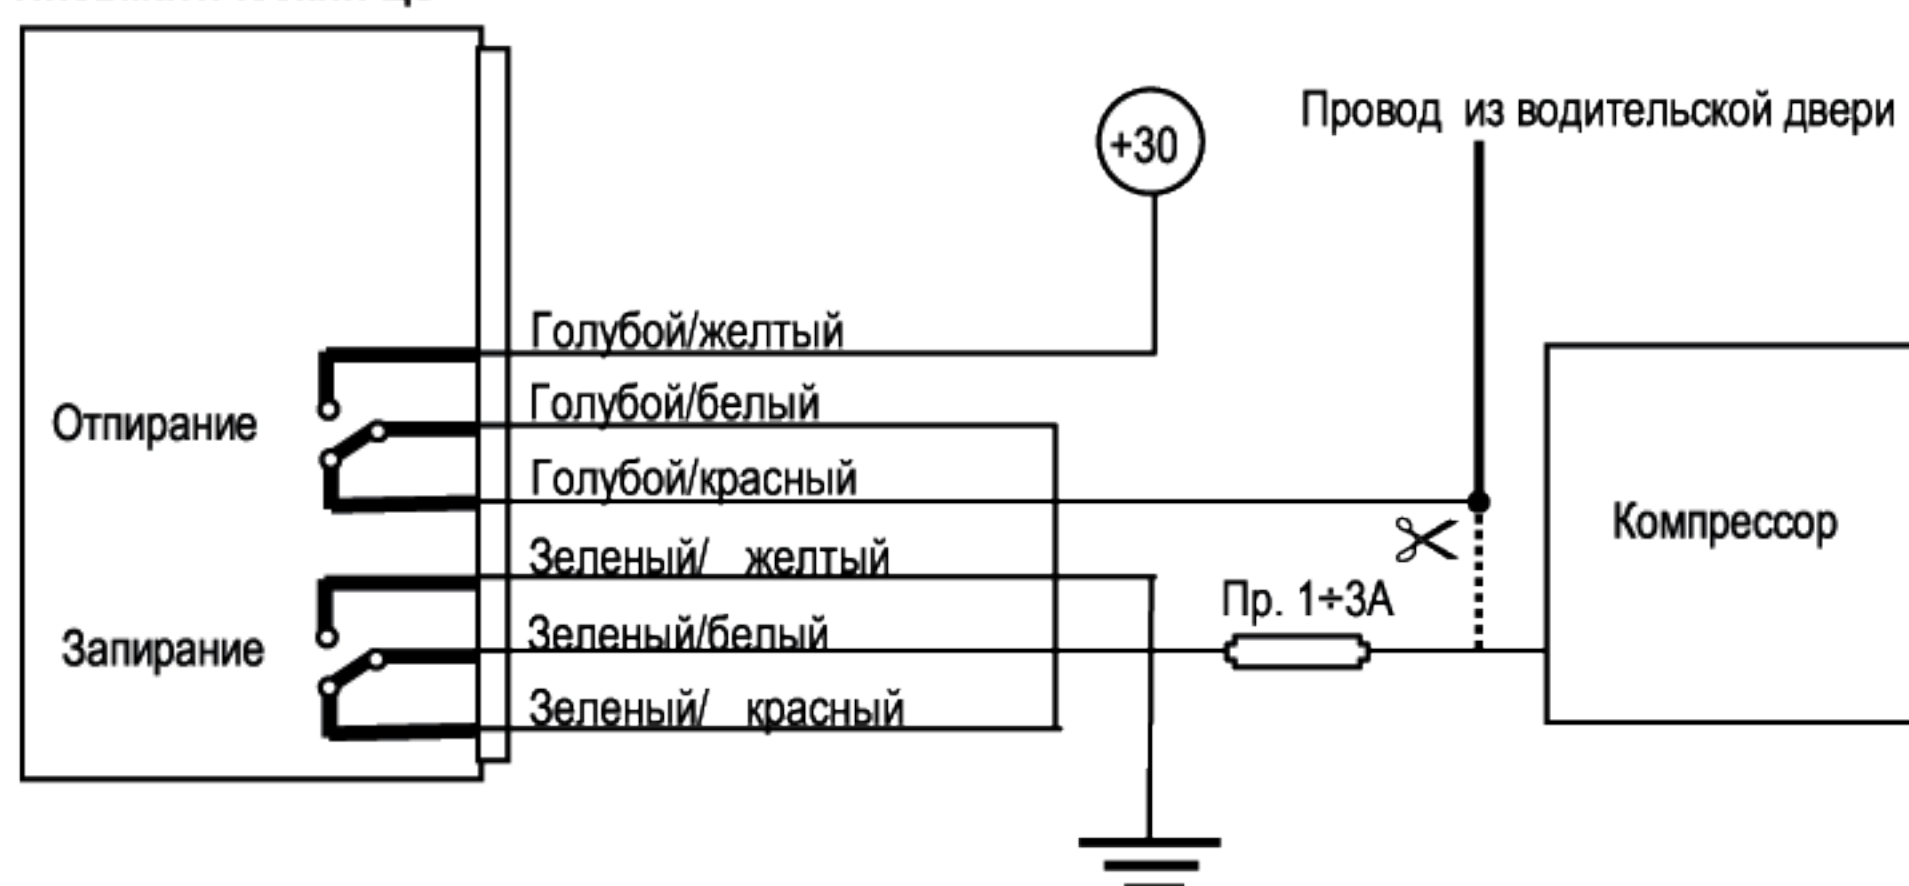 +30
Провод из водительской двери
Голубой/желтый
Голубой/белый
Отпирание
Голубой/красный
Компрессор
Зеленый/ желтый
Пр. 1÷3А
Зеленый/белый
Запирание
Зеленый/ красный